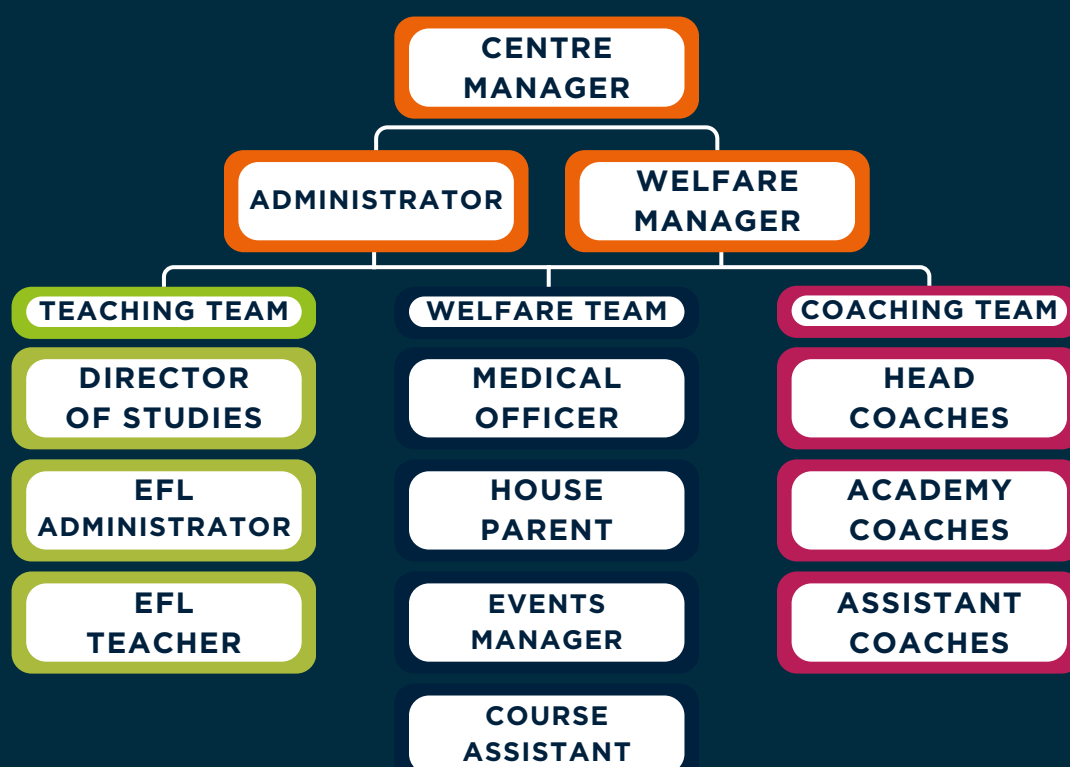 CENTRE
MANAGER
ADMINISTRATOR
WELFARE
MANAGER
TEACHING TEAM
WELFARE TEAM
COACHING TEAM
DIRECTOR
OF STUDIES
MEDICAL
OFFICER
HEAD
COACHES
EFL
ADMINISTRATOR
HOUSE
PARENT
ACADEMY
COACHES
EFL
TEACHER
EVENTS
MANAGER
ASSISTANT
COACHES
COURSE
ASSISTANT